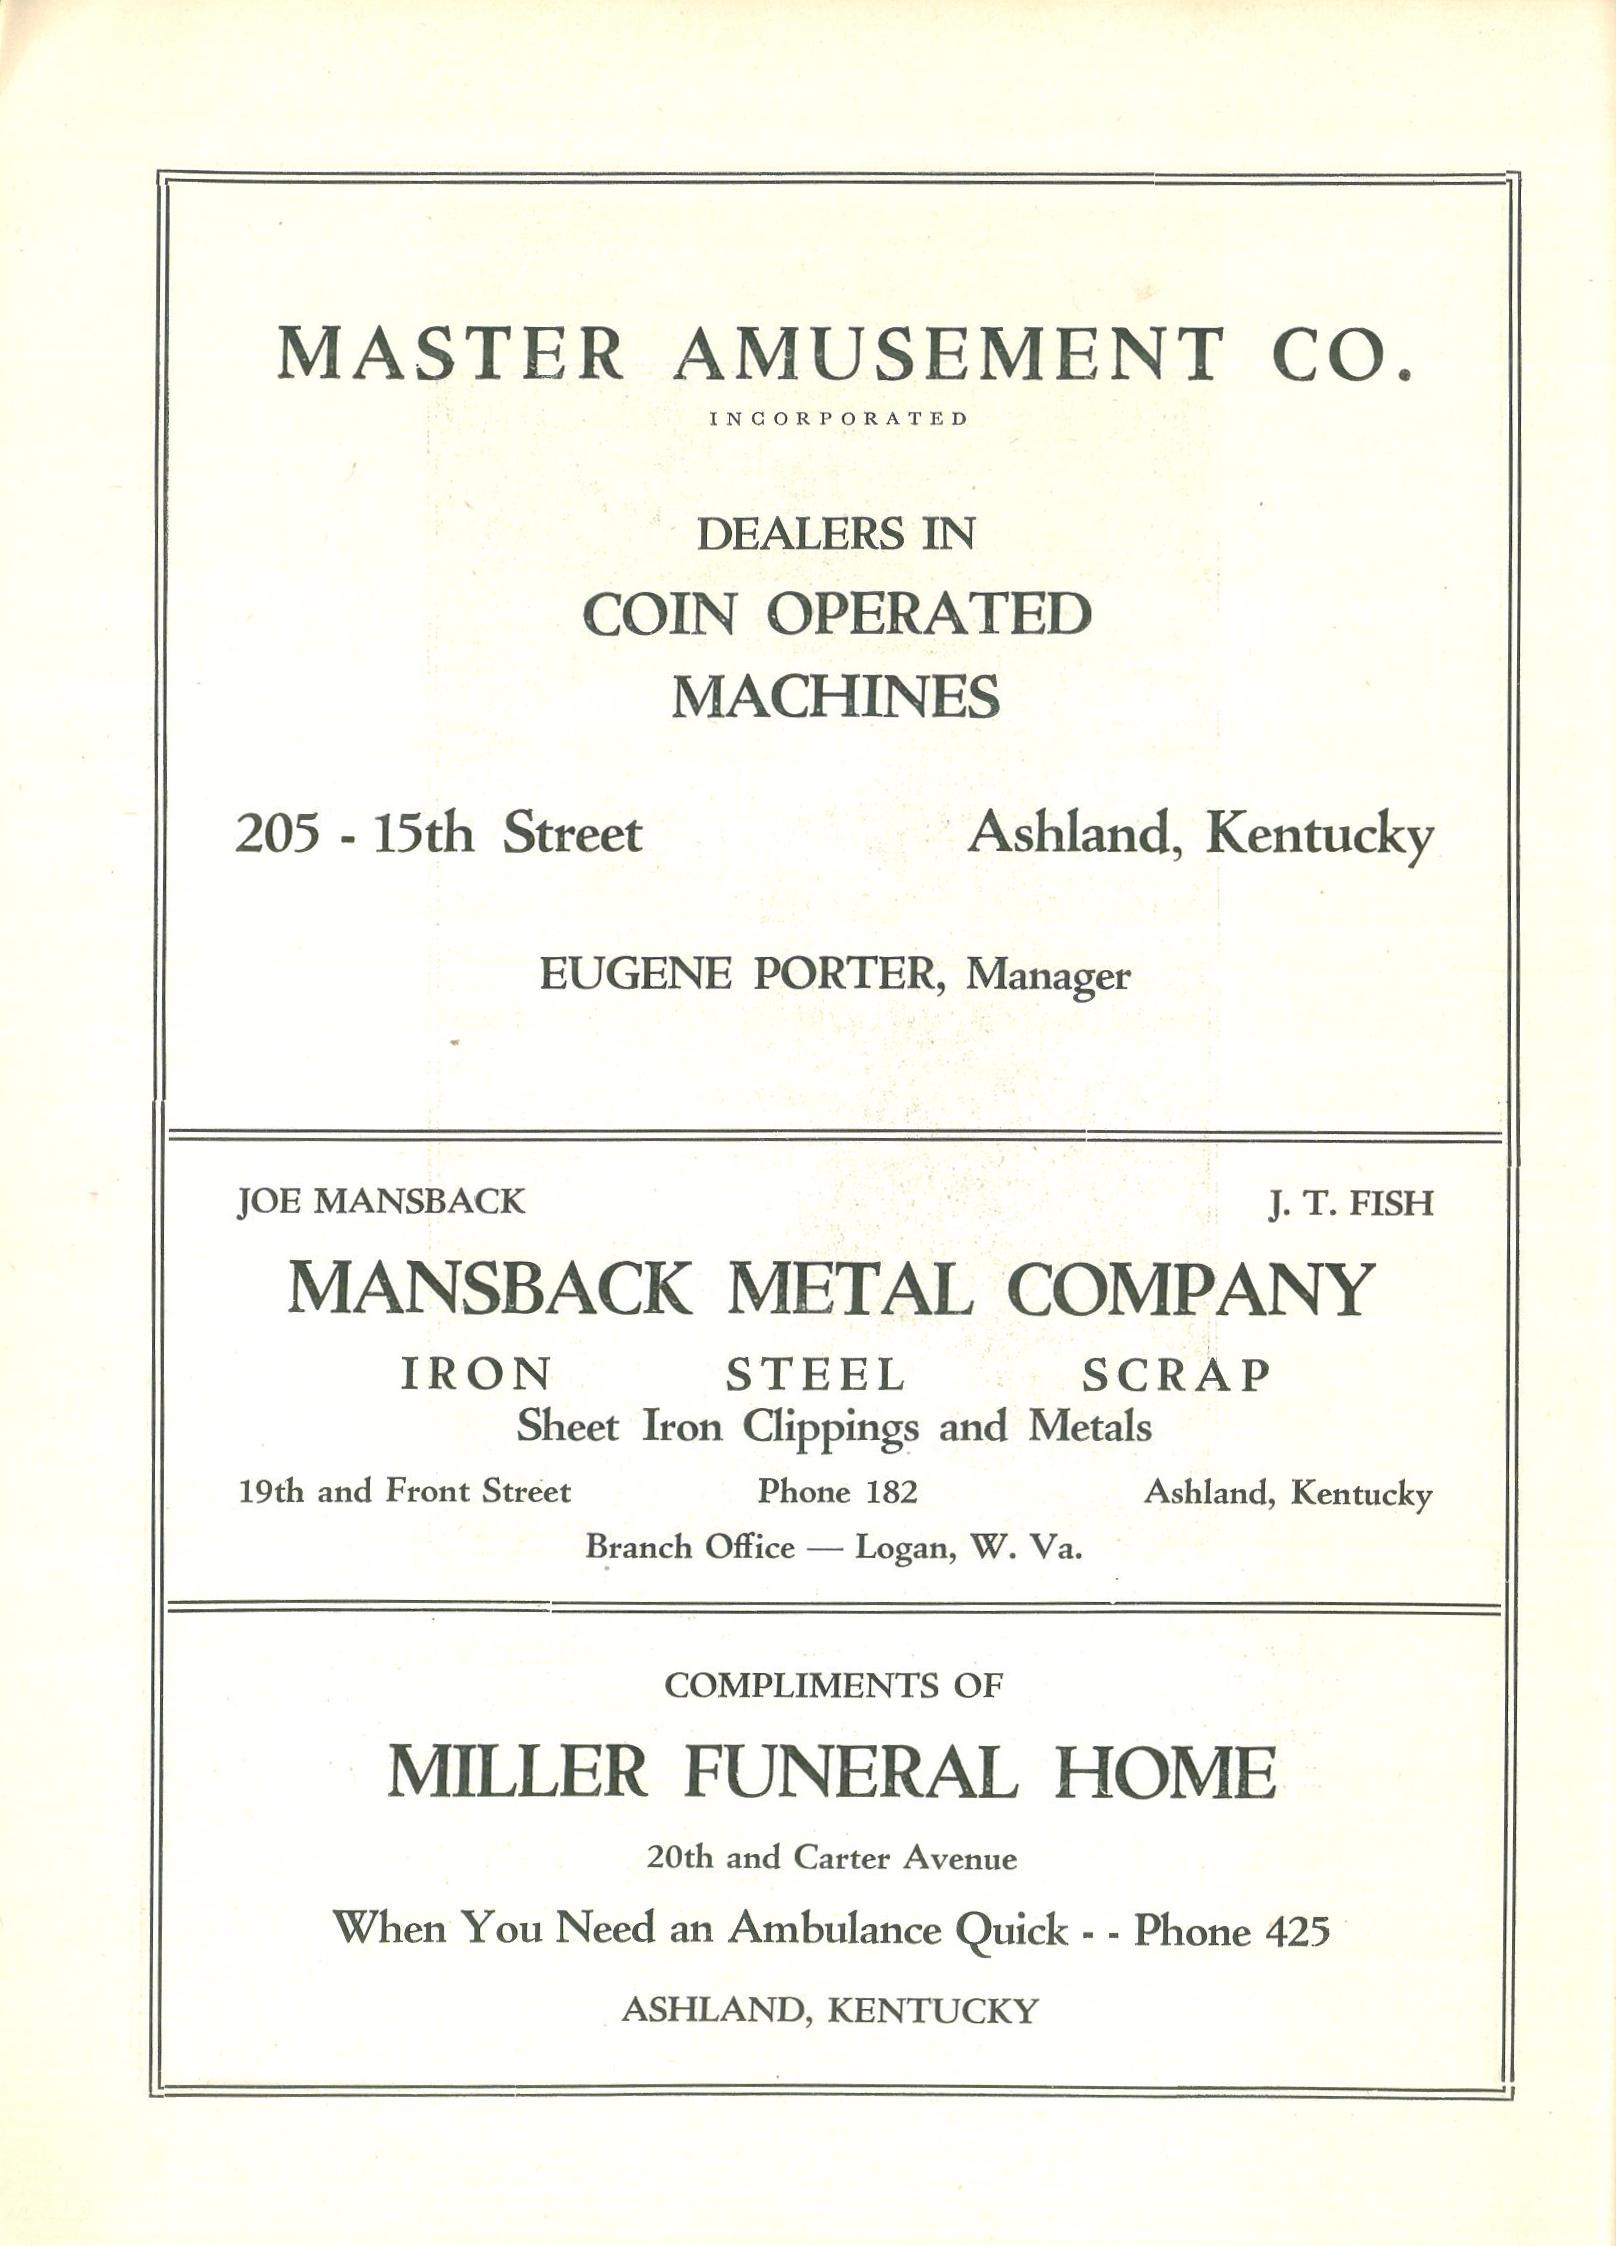 MASTER AMUSEMENT CO.
INCORPORATED
DEALERS IN
COIN OPERATED
MACHINES
205 - 15th Street Ashland, Kentucky
EUGENE PORTER, Manager
JOE MANSBACK J. T. FISH
MANSBACK METAL COMPANY
IRON STEEL SCRAP
Sheet Iron Clippings and Metals
19th and Front Street Phone 182 Ashland, Kentucky
Branch Office — Logan, W. Va.
COMPLIMENTS OF
MILLER FUNERAL HOME
20th and Carter Avenue
When You Need an Ambulance Quick - - Phone 425
ASHLAND, KENTUCKY